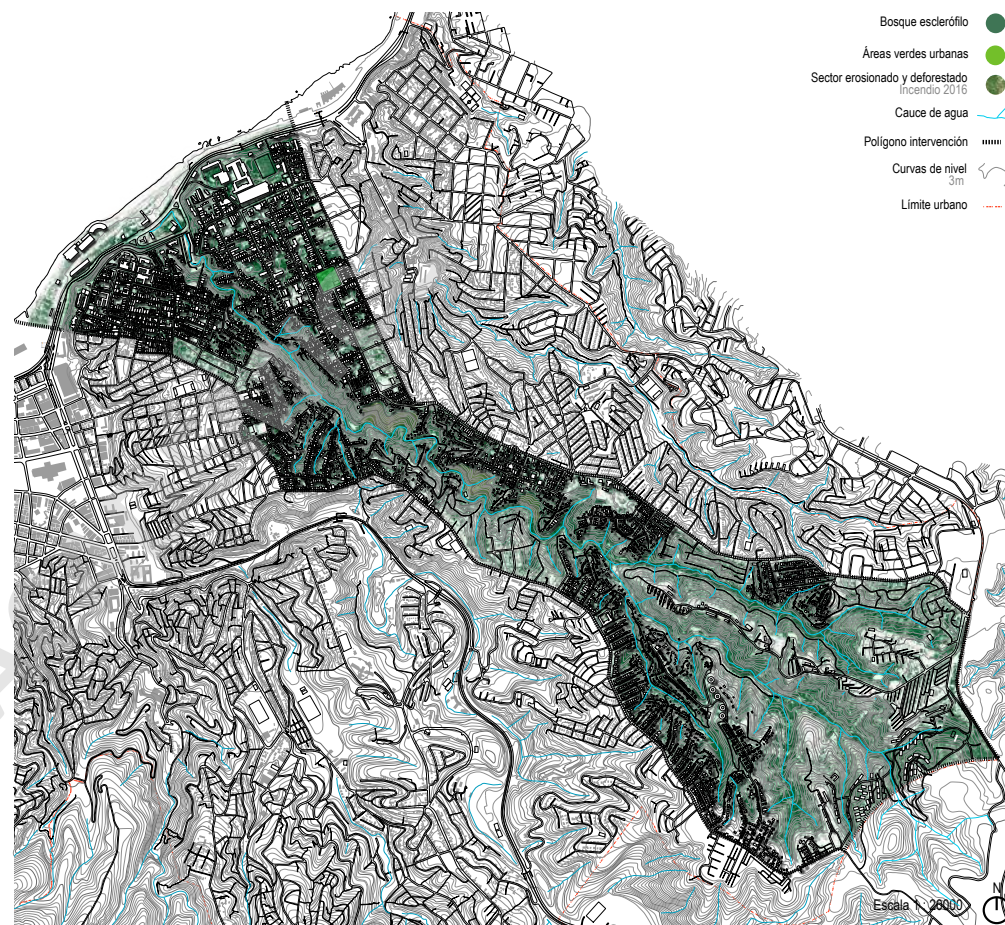 Bosque esclerófilo
Áreas verdes urbanas
Sector erosionado y deforestado
Incendio 2016
Cauce de agua
Polígono intervención
Curvas de nivel
3m
Límite urbano
N
Escala 1 : 26000